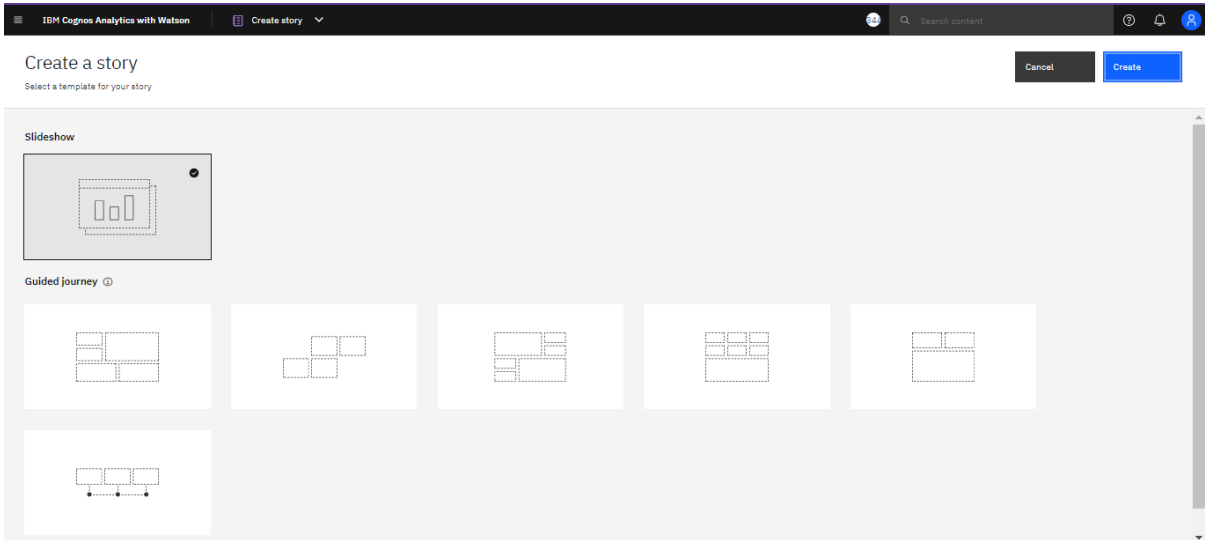 IBM Cognos Analytics with Watson
Create story
344
Search content
Create a story
Select a template for your story
Cancel
Create
Slideshow
Guided journey